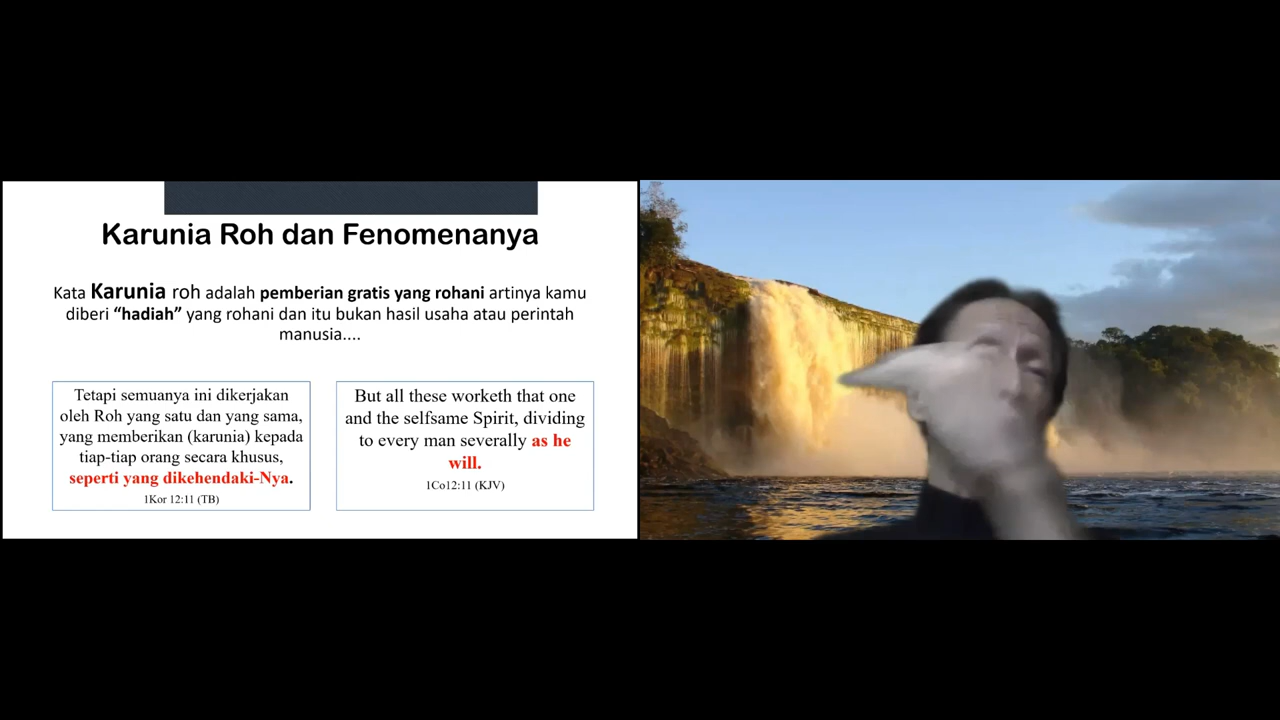 Karunia Roh dan Fenomenanya
Kata Karunia roh adalah pemberian gratis yang rohani artinya kamu
diberi “hadiah” yang rohani dan itu bukan hasil usaha atau perintah
manusia....
Tetapi semuanya ini dikerjakan
oleh Roh yang satu dan yang sama,
yang memberikan (karunia) kepada
tiap-tiap orang secara khusus,
seperti yang dikehendaki-Nya.
1Kor 12:11 (TB)
But all these worketh that one
and the selfsame Spirit, dividing
to every man severally as he
will.
1Co12:11 (KJV)